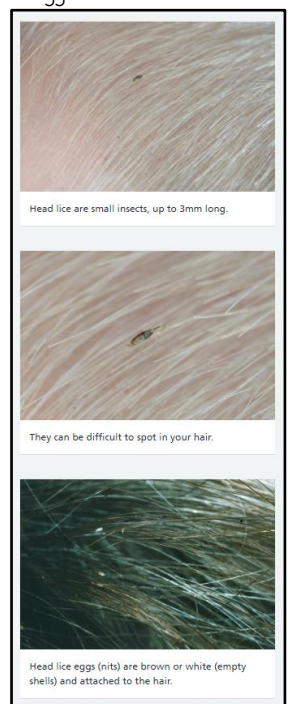 Head lice are small insects, up to 3mm long.
They can be difficult to spot in your hair.
Head lice eggs (nits) are brown or white (empty
shells) and attached to the hair.